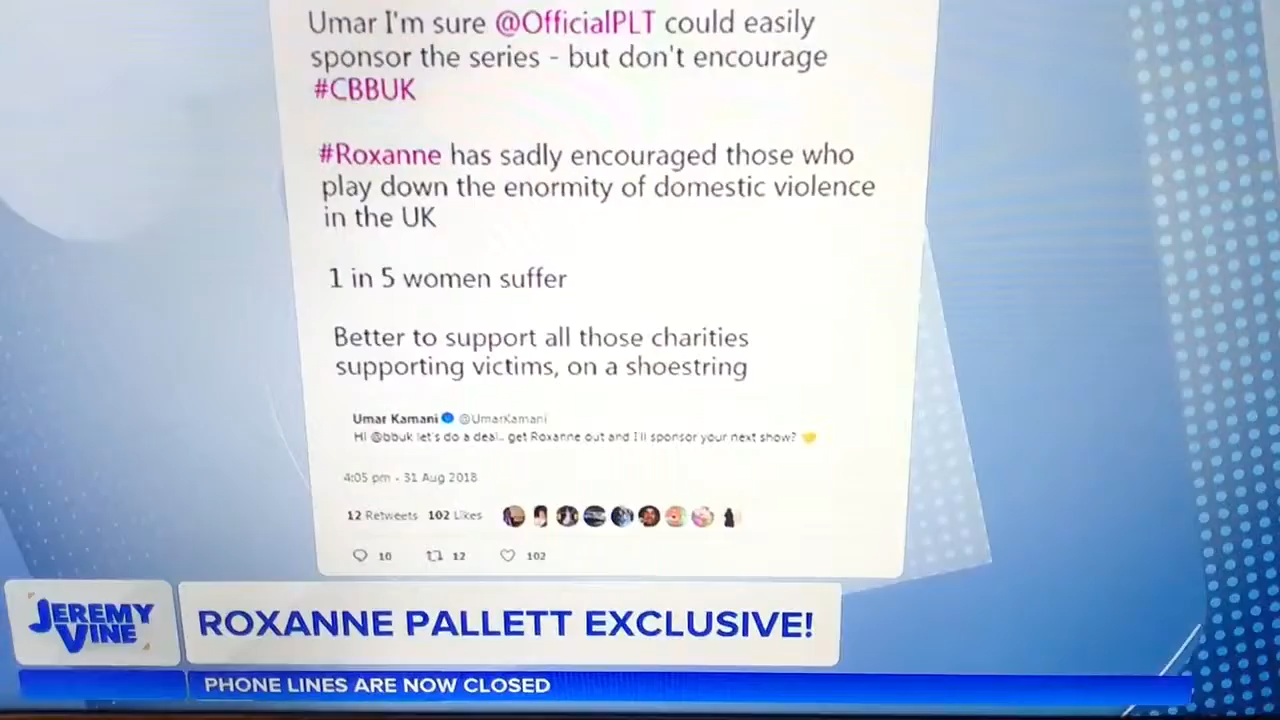 Umar I'm sure @OfficialPLT could easily
sponsor the series - but don't encourage
#CBBUK
#Roxanne has sadly encouraged those who
play down the enormity of domestic violence
in the UK
1 in 5 women suffer
Better to support all those charities
supporting victims, on a shoestring
Umar Kamani @UmarKamani
Hi @bbuk let's do a deal.. get Roxanne out and I'll sponsor your next show? 🤝
4:05 pm - 31 Aug 2018
12 Retweets 102 Likes
10 12 102
JEREMY
VINE
ROXANNE PALLETT EXCLUSIVE!
PHONE LINES ARE NOW CLOSED